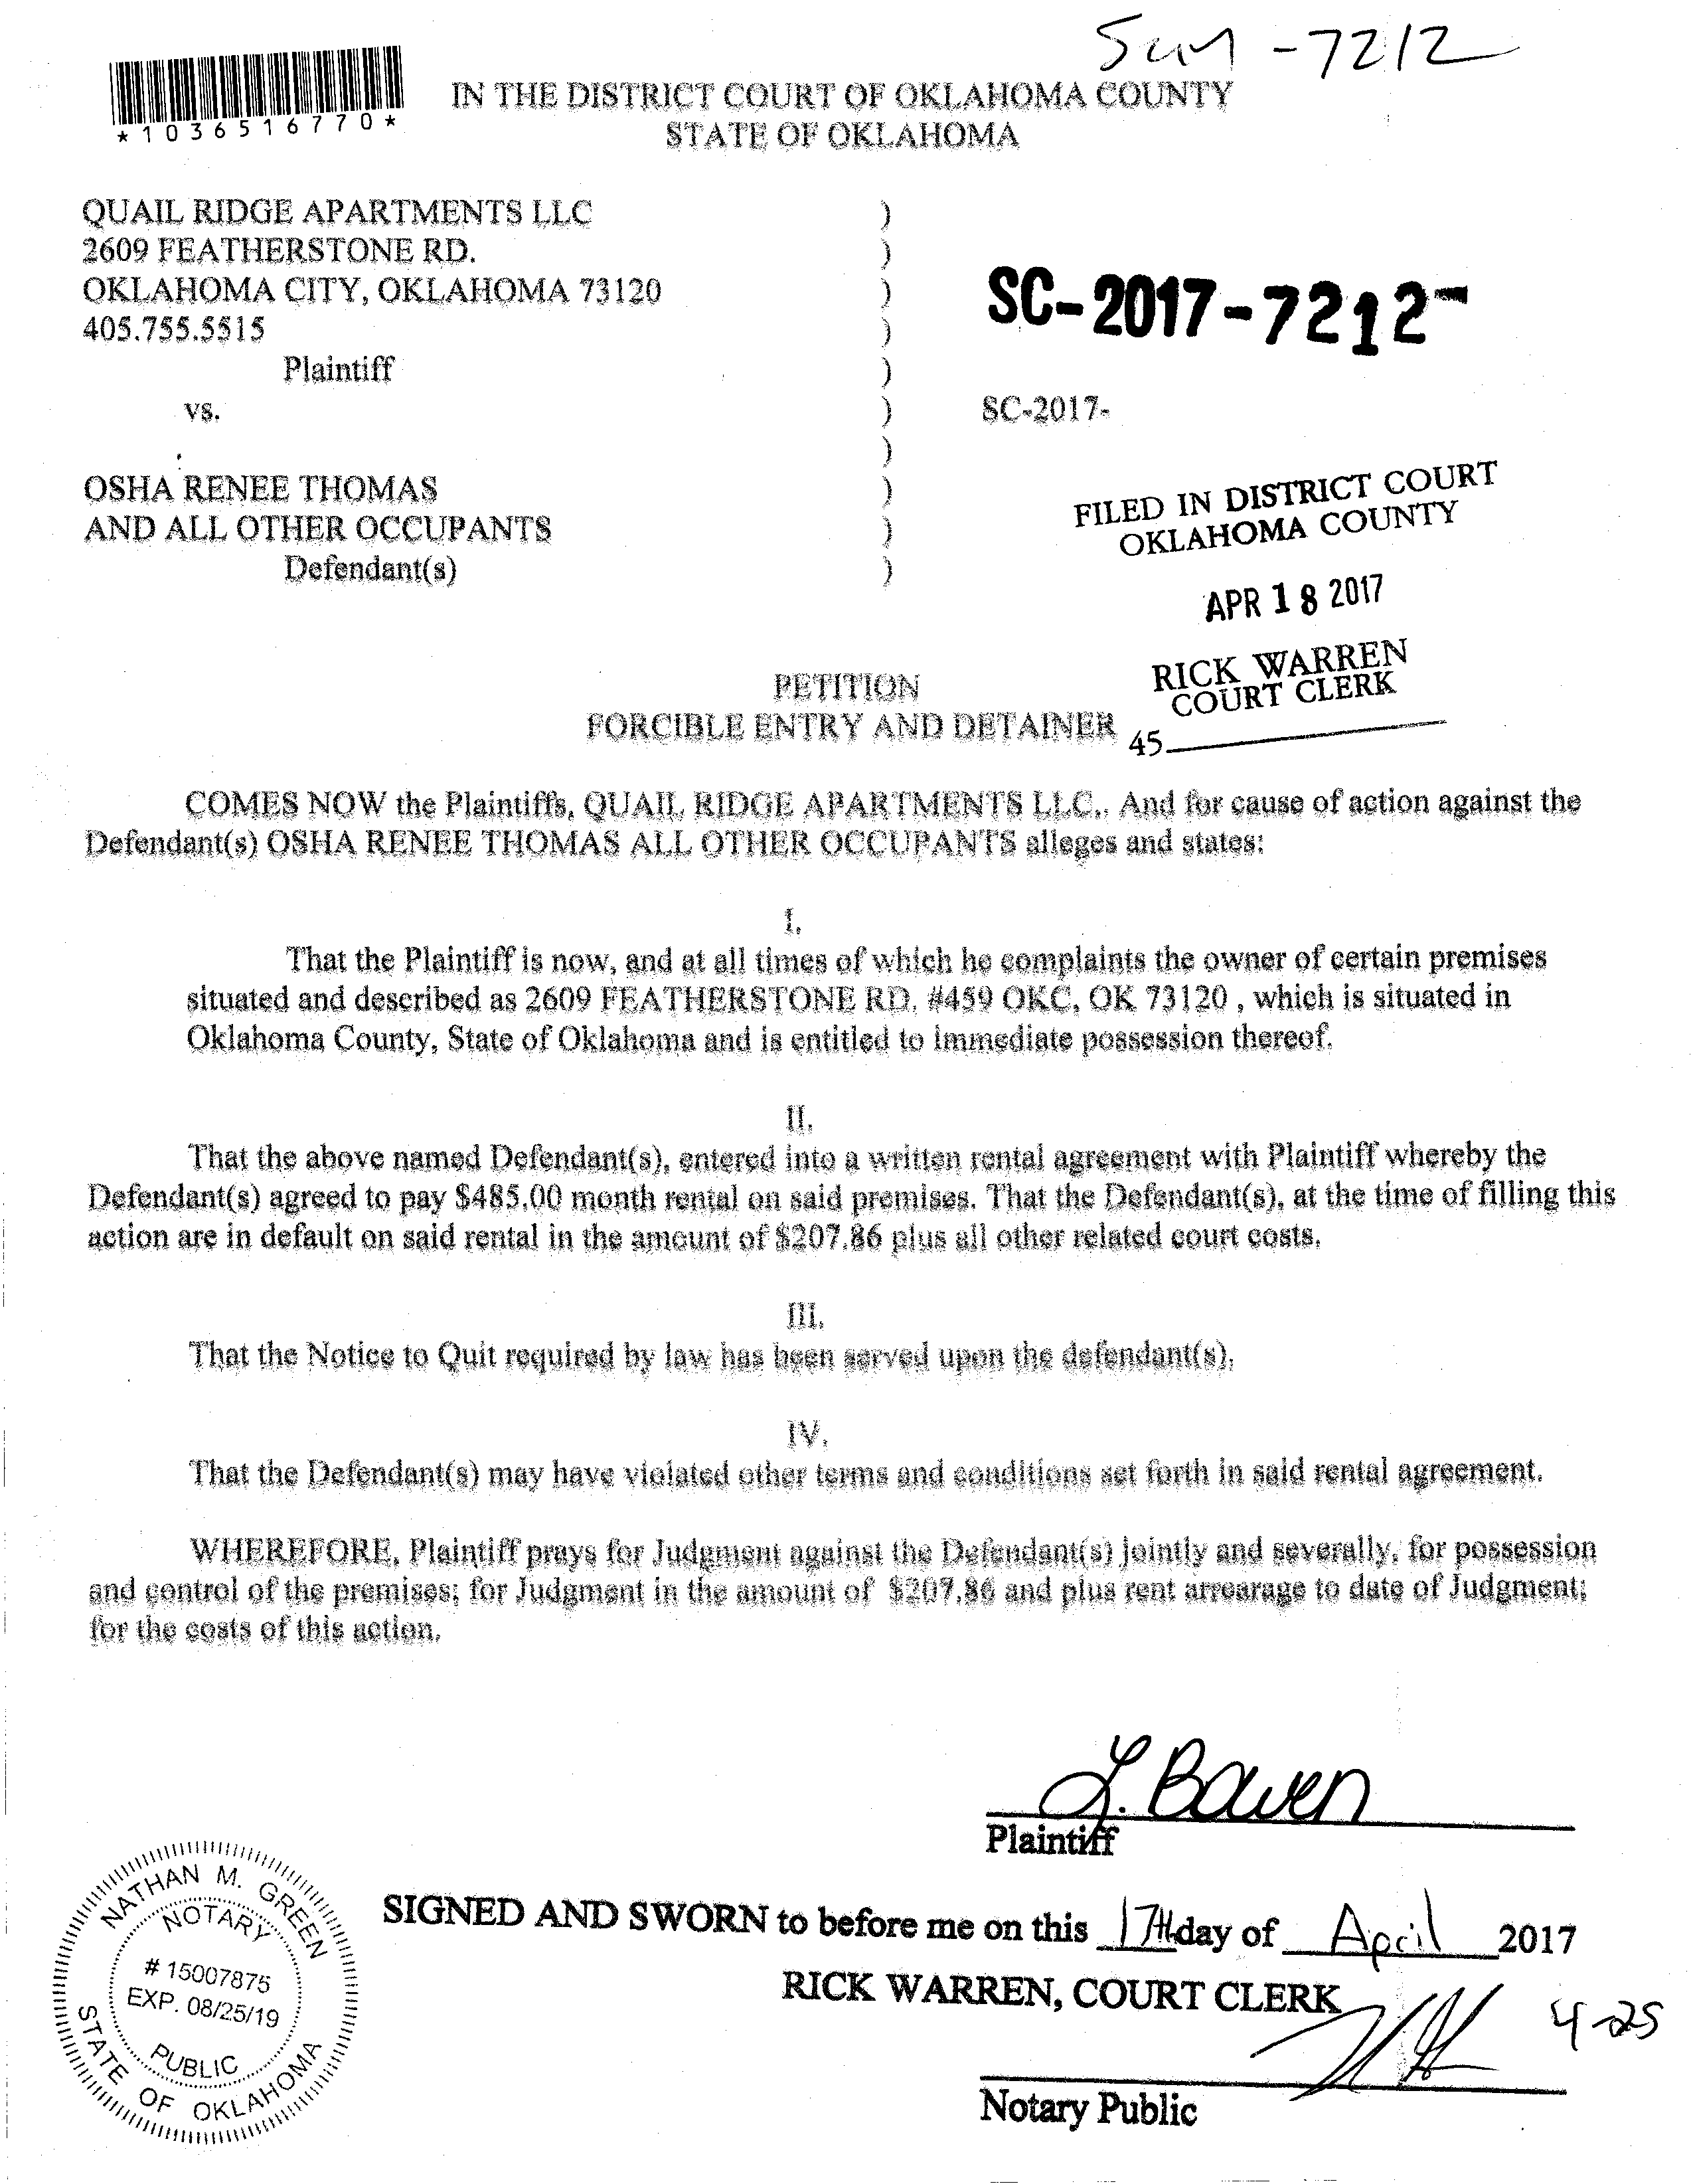 Sum - 7212
*1036516770*
IN THE DISTRICT COURT OF OKLAHOMA COUNTY
STATE OF OKLAHOMA
QUAIL RIDGE APARTMENTS LLC )
2609 FEATHERSTONE RD. )
OKLAHOMA CITY, OKLAHOMA 73120 )
405.755.5515 )
Plaintiff )
SC-2017-7212-
vs. ) SC-2017-
)
OSHA RENEE THOMAS )
AND ALL OTHER OCCUPANTS )
Defendant(s) )
FILED IN DISTRICT COURT
OKLAHOMA COUNTY
APR 18 2017
RICK WARREN
COURT CLERK
45
PETITION
FORCIBLE ENTRY AND DETAINER
COMES NOW the Plaintiffs, QUAIL RIDGE APARTMENTS LLC,. And for cause of action against the
Defendant(s) OSHA RENEE THOMAS ALL OTHER OCCUPANTS alleges and states:
I.
That the Plaintiff is now, and at all times of which he complaints the owner of certain premises
situated and described as 2609 FEATHERSTONE RD. #459 OKC, OK 73120 , which is situated in
Oklahoma County, State of Oklahoma and is entitled to immediate possession thereof.
II.
That the above named Defendant(s), entered into a written rental agreement with Plaintiff whereby the
Defendant(s) agreed to pay $485.00 month rental on said premises. That the Defendant(s), at the time of filling this
action are in default on said rental in the amount of $207.86 plus all other related court costs.
III.
That the Notice to Quit required by law has been served upon the defendant(s).
IV.
That the Defendant(s) may have violated other terms and conditions set forth in said rental agreement.
WHEREFORE, Plaintiff prays for Judgment against the Defendant(s) jointly and severally, for possession
and control of the premises; for Judgment in the amount of $207.86 and plus rent arrearage to date of Judgment;
for the costs of this action.
L. Bowen
Plaintiff
SIGNED AND SWORN to before me on this 17th day of April 2017
RICK WARREN, COURT CLERK
4-25
Notary Public
NATHAN M. GREEN
NOTARY
# 15007875
EXP. 08/25/19
PUBLIC
STATE OF OKLAHOMA